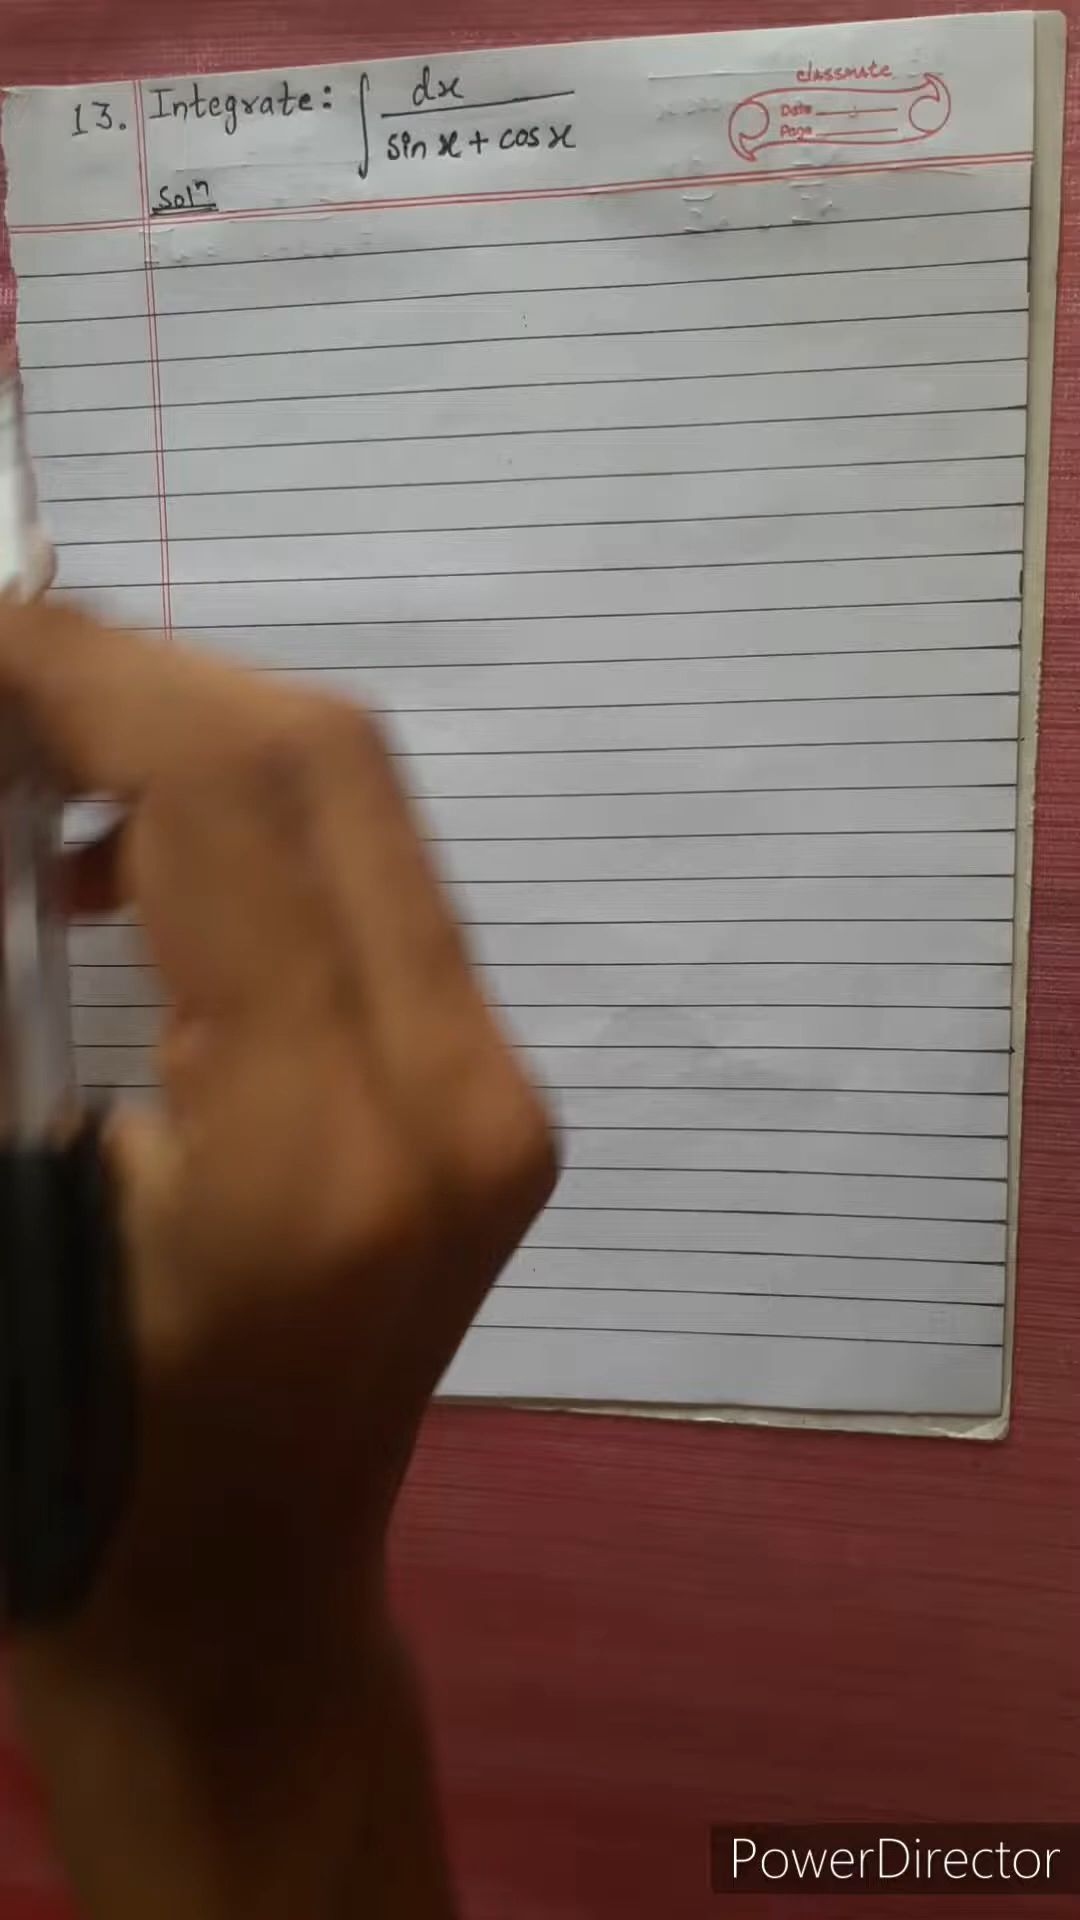 13. Integrate: ∫ dx / (sin x + cos x)
classmate
Date
Page
Solⁿ
PowerDirector